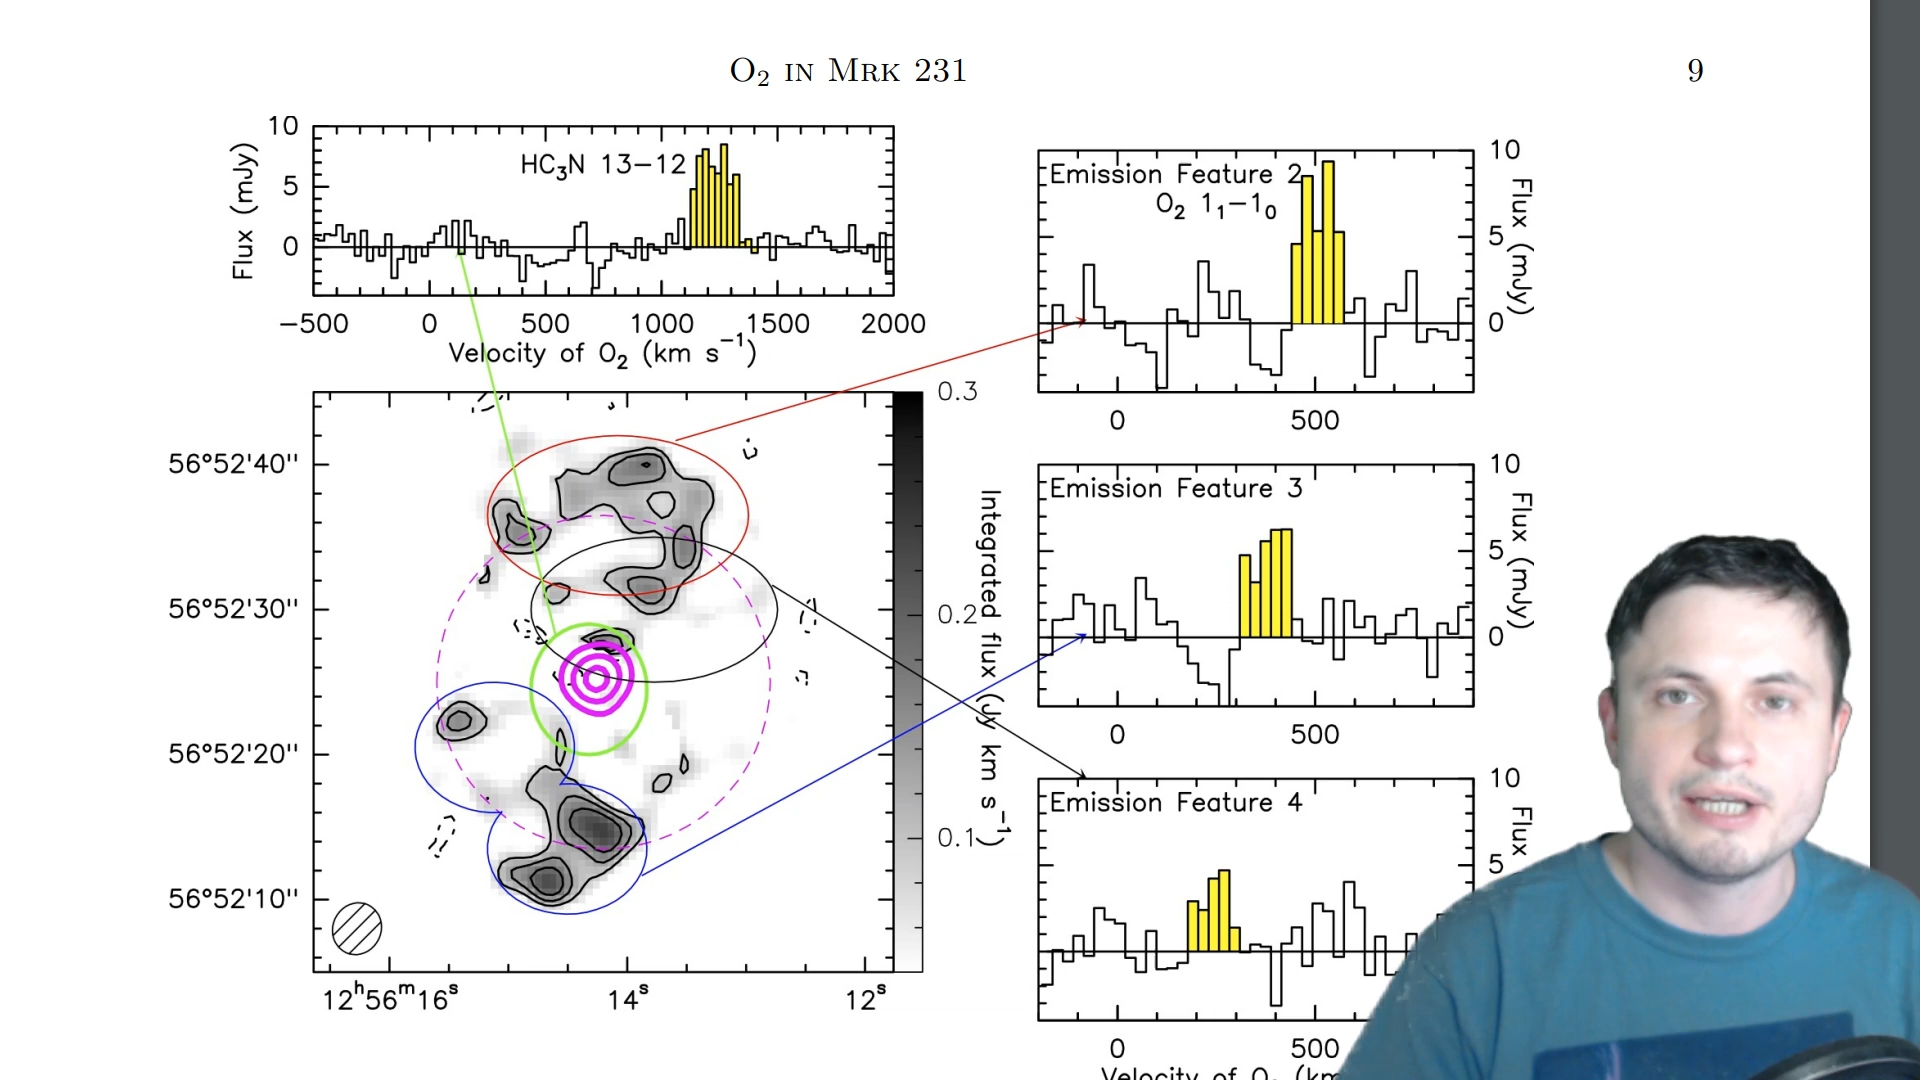 O₂ IN MRK 231
9
10
5
0
Flux (mJy)
HC₃N 13−12
−500 0 500 1000 1500 2000
Velocity of O₂ (km s⁻¹)
56°52'40''
56°52'30''
56°52'20''
56°52'10''
12ʰ56ᵐ16ˢ 14ˢ 12ˢ
0.3
0.2
0.1
Integrated flux (Jy km s⁻¹)
Emission Feature 2
O₂ 1₁−1₀
10
5
0
Flux (mJy)
0 500
Emission Feature 3
10
5
0
Flux (mJy)
0 500
Emission Feature 4
10
5
Flux
0 500
Velocity of O₂ (km